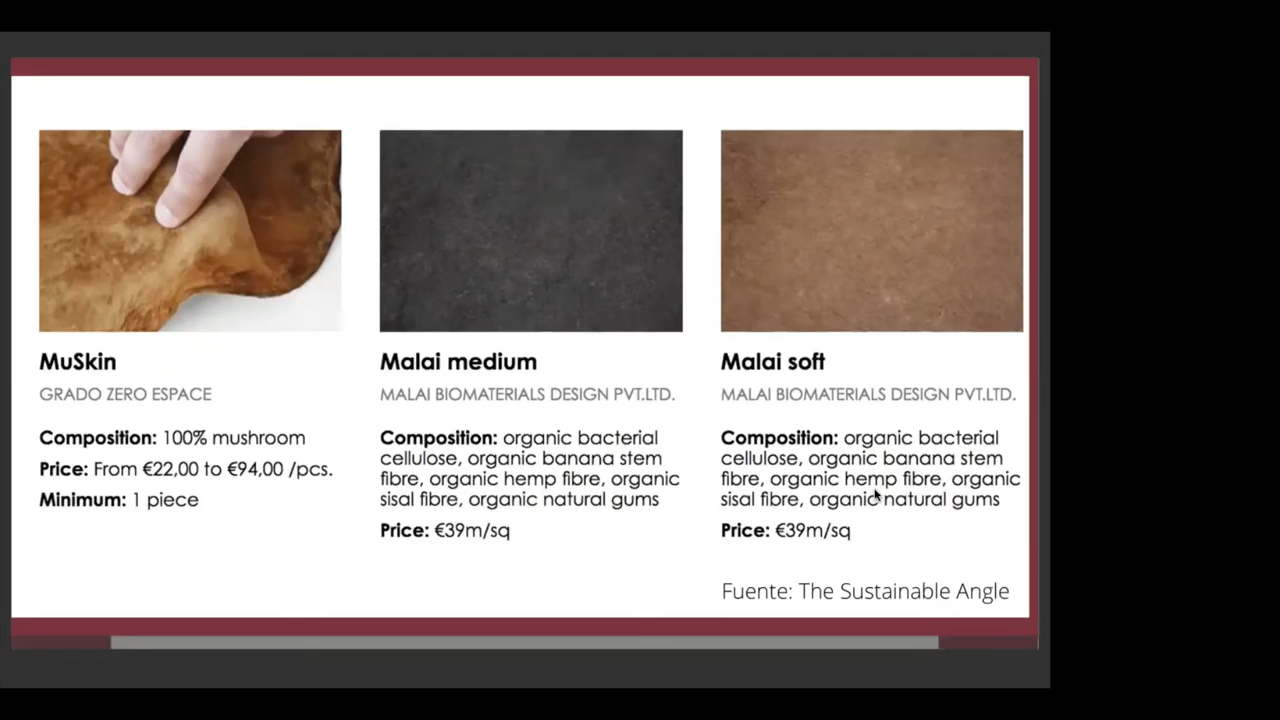 MuSkin
GRADO ZERO ESPACE
Composition: 100% mushroom
Price: From €22,00 to €94,00 /pcs.
Minimum: 1 piece
Malai medium
MALAI BIOMATERIALS DESIGN PVT.LTD.
Composition: organic bacterial
cellulose, organic banana stem
fibre, organic hemp fibre, organic
sisal fibre, organic natural gums
Price: €39m/sq
Malai soft
MALAI BIOMATERIALS DESIGN PVT.LTD.
Composition: organic bacterial
cellulose, organic banana stem
fibre, organic hemp fibre, organic
sisal fibre, organic natural gums
Price: €39m/sq
Fuente: The Sustainable Angle